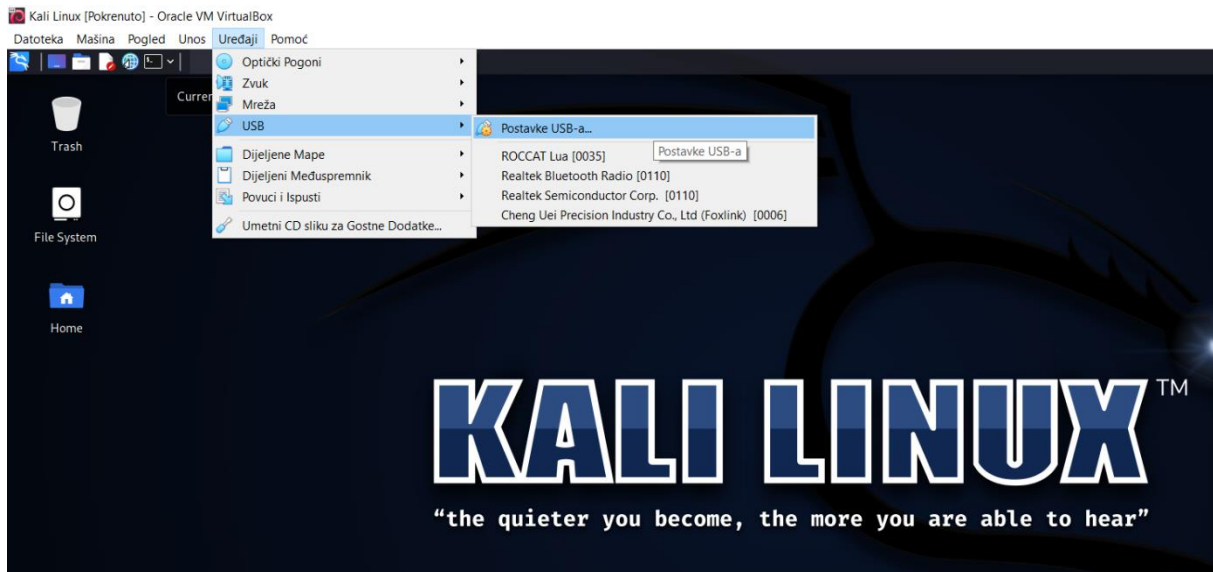 Kali Linux [Pokrenuto] - Oracle VM VirtualBox
Datoteka Mašina Pogled Unos Uređaji Pomoć
Optički Pogoni
Zvuk
Mreža
USB
Dijeljene Mape
Dijeljeni Međuspremnik
Povuci i Ispusti
Umetni CD sliku za Gostne Dodatke...
Postavke USB-a...
ROCCAT Lua [0035]
Realtek Bluetooth Radio [0110]
Realtek Semiconductor Corp. [0110]
Cheng Uei Precision Industry Co., Ltd (Foxlink) [0006]
Postavke USB-a
Curren
Trash
File System
Home
KALI LINUX™
“the quieter you become, the more you are able to hear”